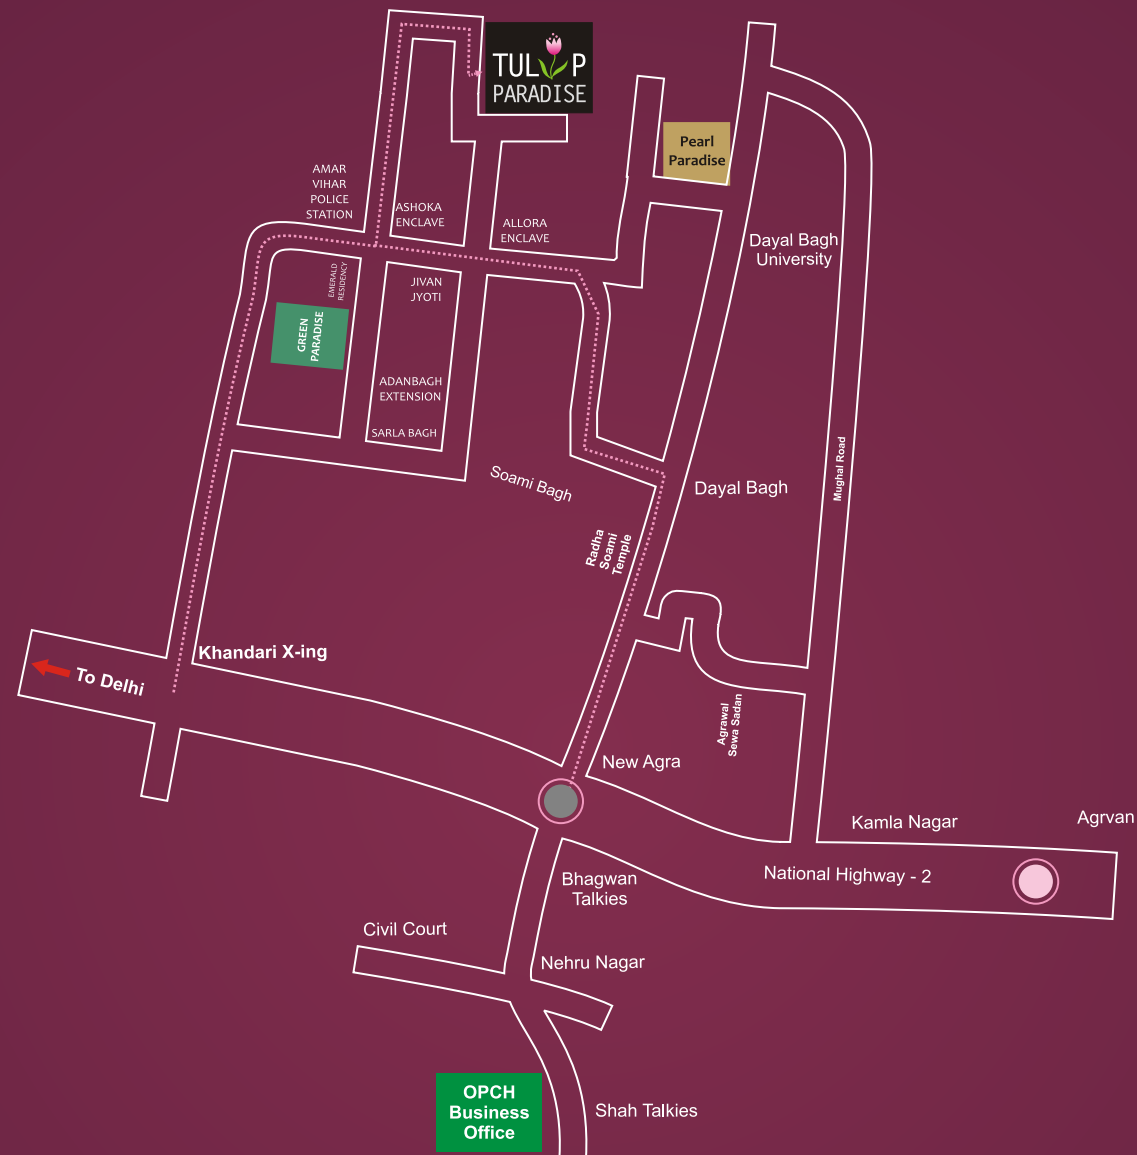 TULIP
PARADISE
Pearl
Paradise
AMAR
VIHAR
POLICE
STATION
ASHOKA
ENCLAVE
ALLORA
ENCLAVE
Dayal Bagh
University
EMERALD
RESIDENCY
JIVAN
JYOTI
GREEN
PARADISE
ADANBAGH
EXTENSION
SARLA BAGH
Soami Bagh
Dayal Bagh
Mughal Road
Radha
Soami
Temple
Khandari X-ing
To Delhi
Agrawal
Sewa Sadan
New Agra
Kamla Nagar
Agrvan
National Highway - 2
Bhagwan
Talkies
Civil Court
Nehru Nagar
OPCH
Business
Office
Shah Talkies